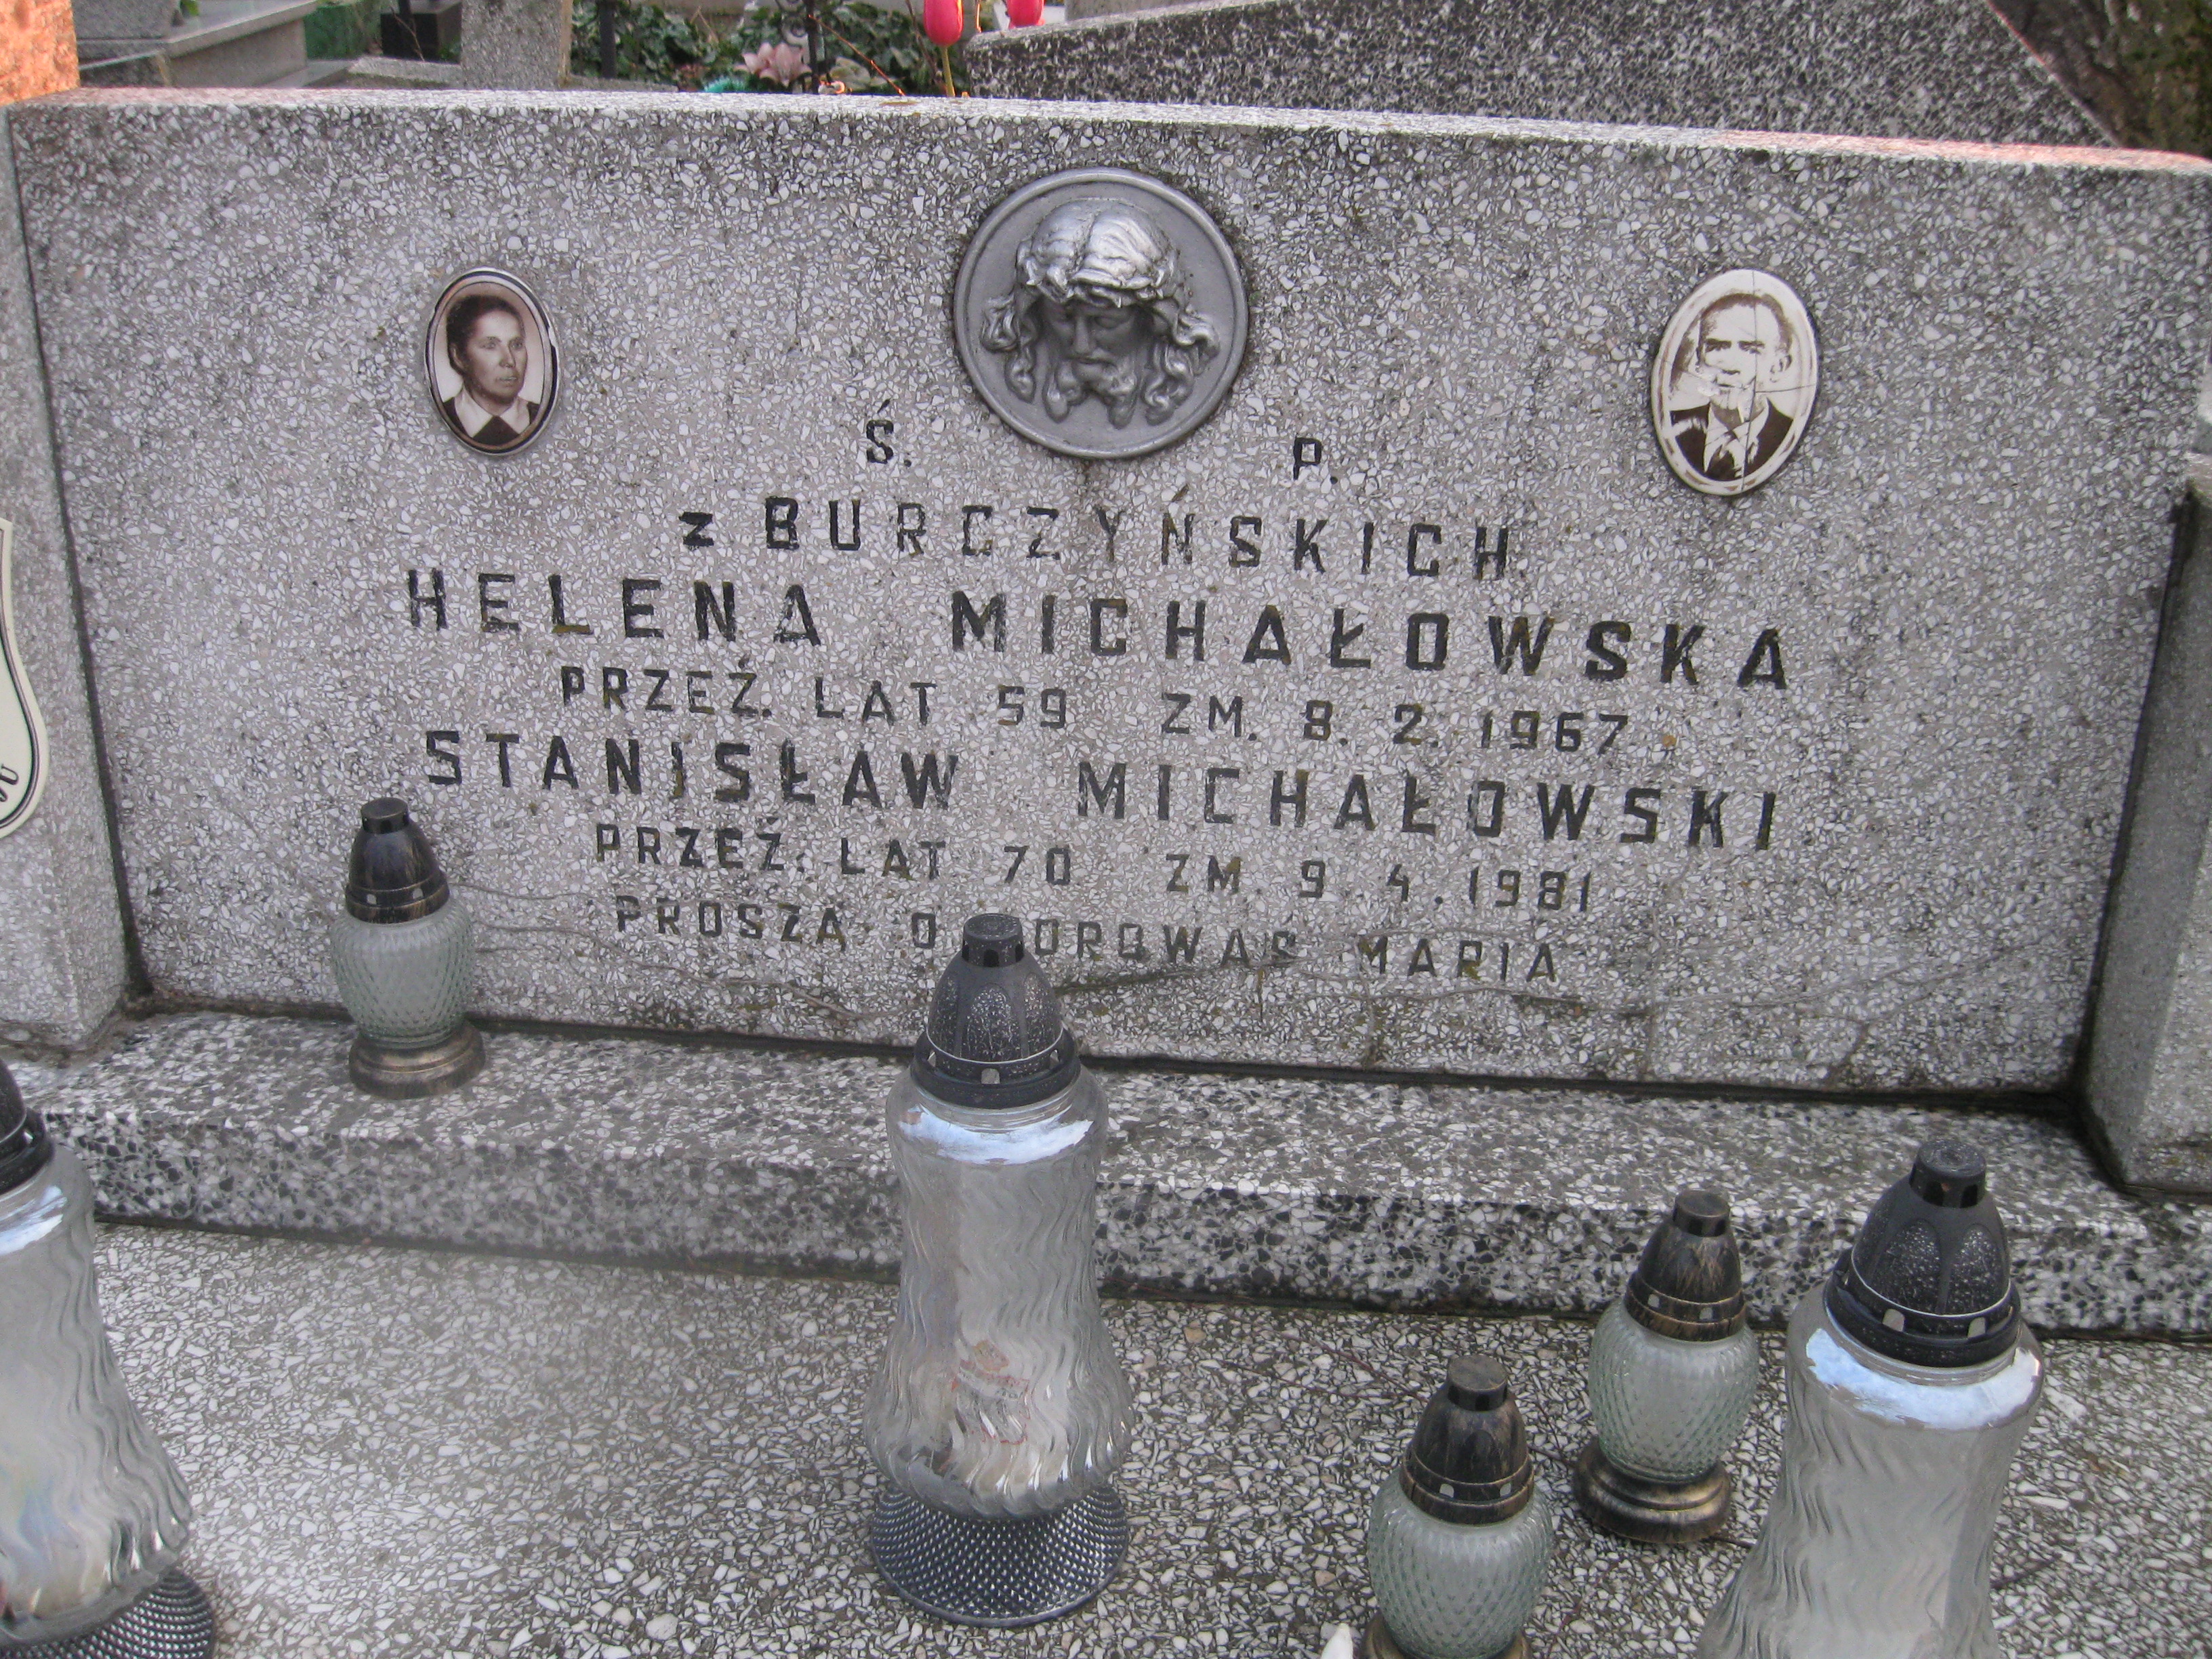 Ś. P.
z BURCZYŃSKICH
HELENA MICHAŁOWSKA
PRZEŻ. LAT 59 ZM. 8. 2. 1967
STANISŁAW MICHAŁOWSKI
PRZEŻ. LAT 70 ZM. 9. 4. 1981
PROSZĄ O MARIA